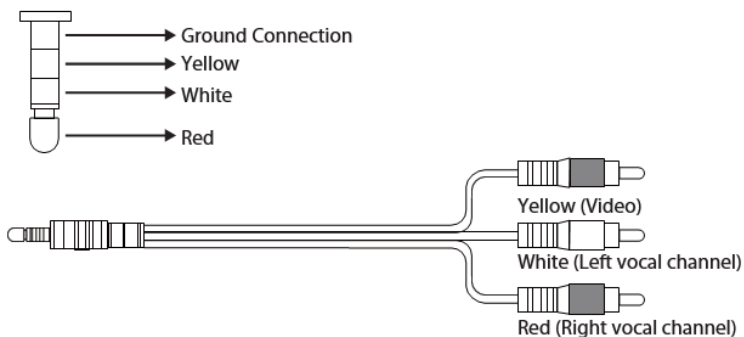 Ground Connection
Yellow
White
Red
Yellow (Video)
White (Left vocal channel)
Red (Right vocal channel)